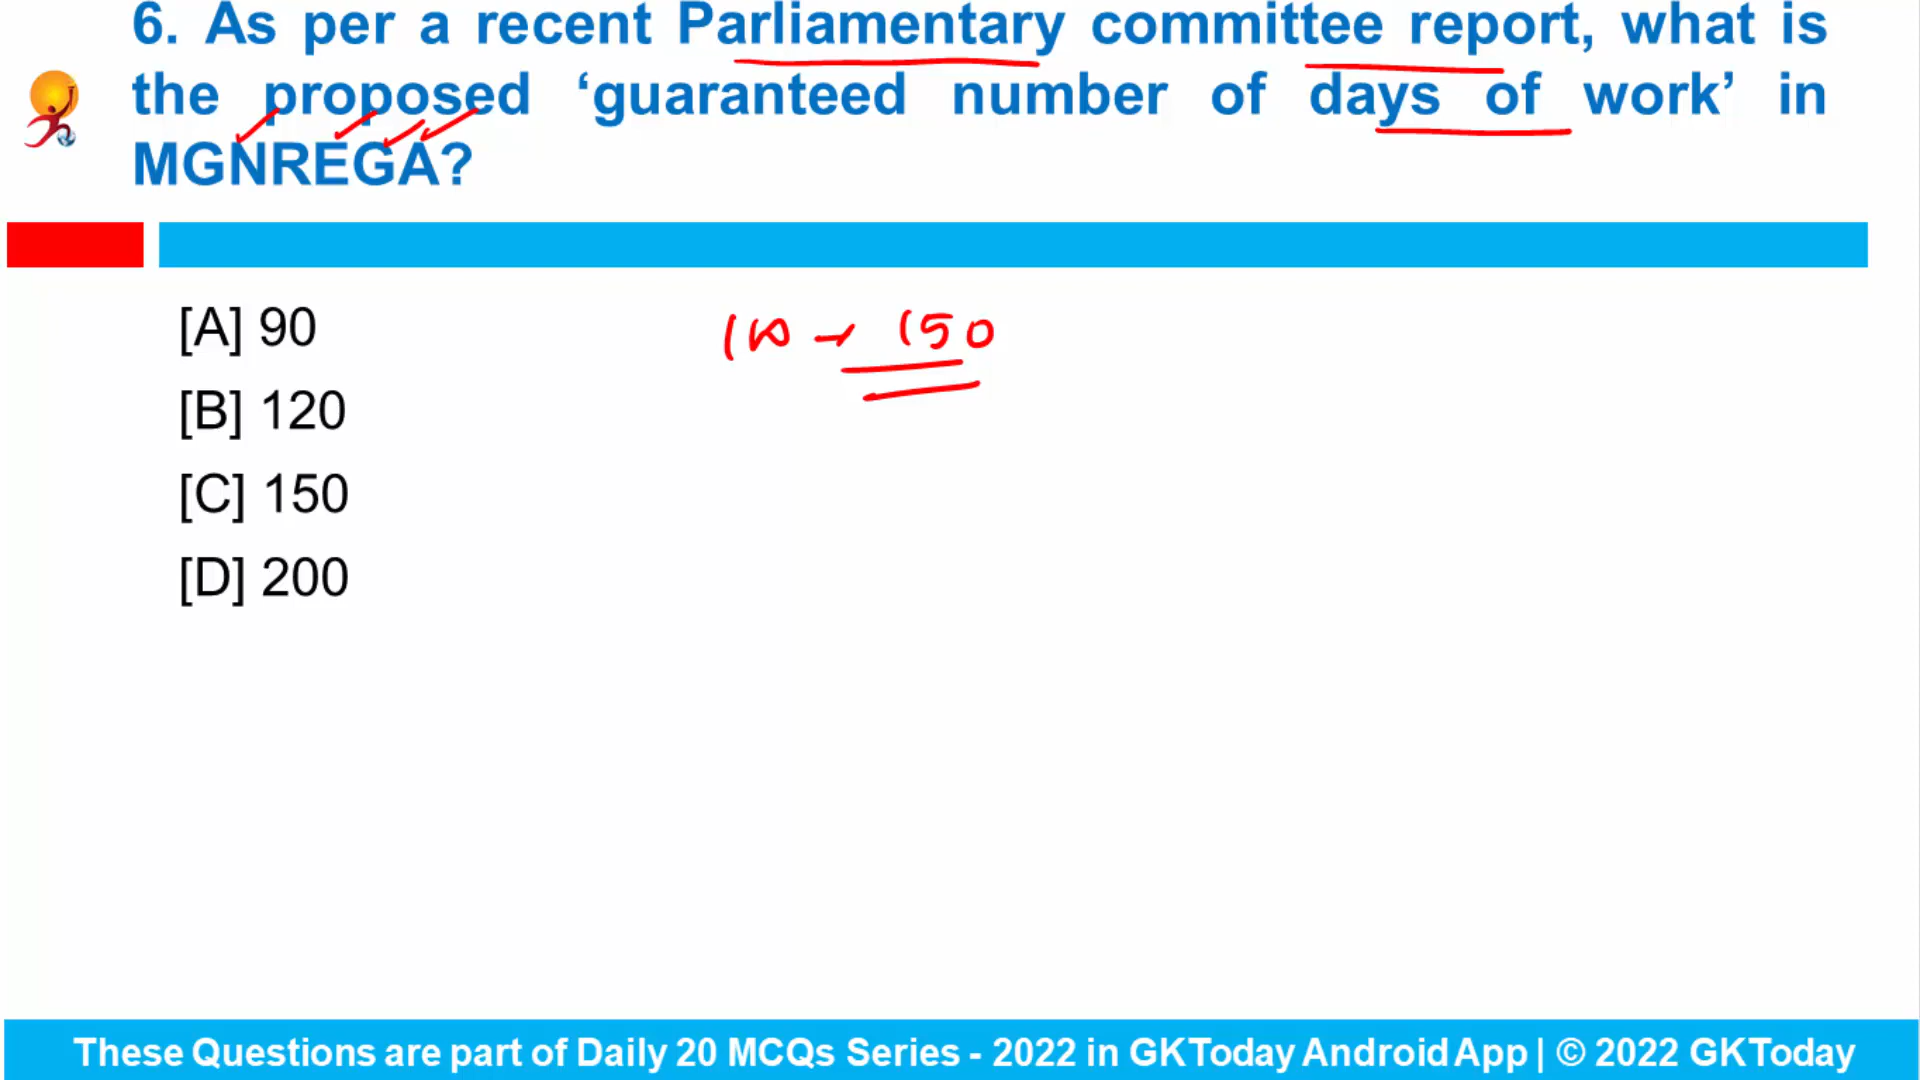 6. As per a recent Parliamentary committee report, what is
the proposed ‘guaranteed number of days of work’ in
MGNREGA?
[A] 90
100 → 150
[B] 120
[C] 150
[D] 200
These Questions are part of Daily 20 MCQs Series - 2022 in GKToday Android App | © 2022 GKToday